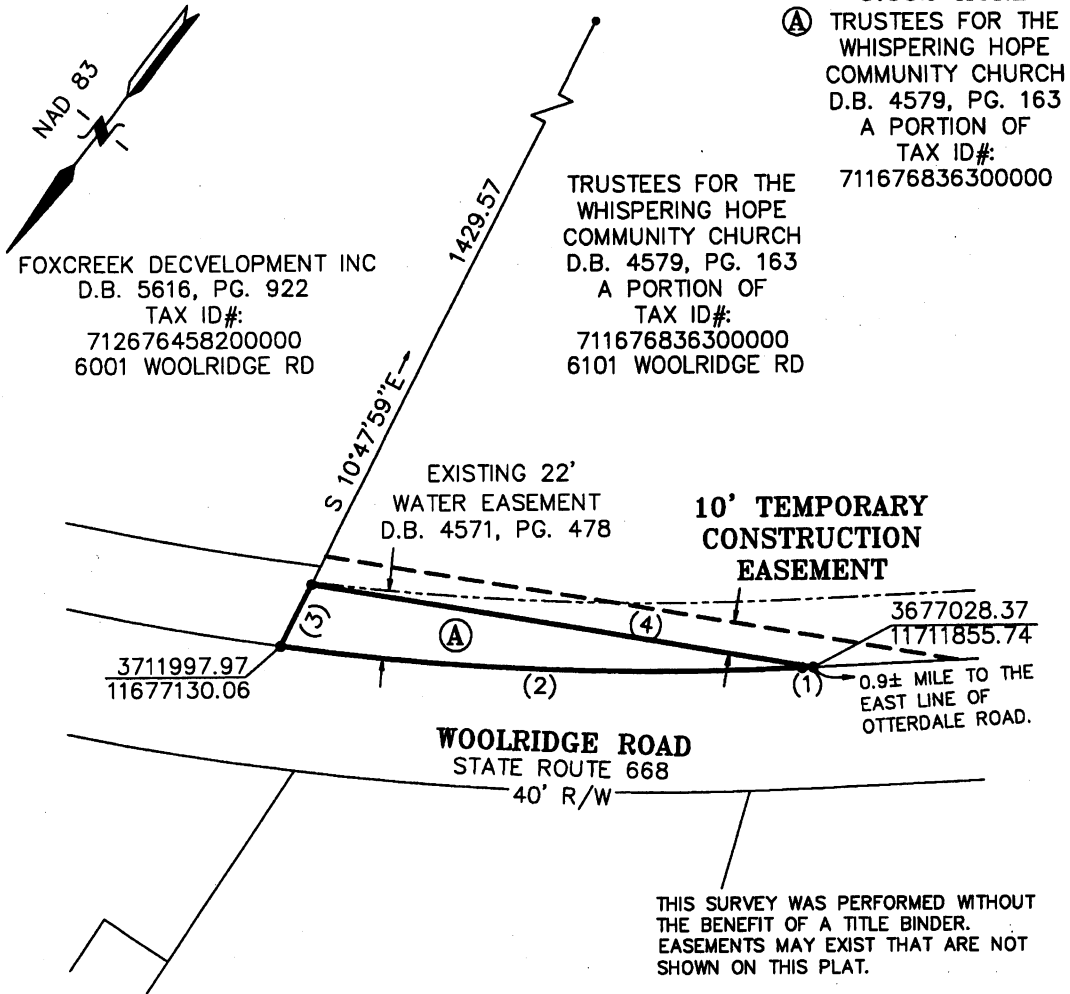 Ⓐ TRUSTEES FOR THE
WHISPERING HOPE
COMMUNITY CHURCH
D.B. 4579, PG. 163
A PORTION OF
TAX ID#:
711676836300000
NAD 83
1429.57
TRUSTEES FOR THE
WHISPERING HOPE
COMMUNITY CHURCH
D.B. 4579, PG. 163
A PORTION OF
TAX ID#:
711676836300000
6101 WOOLRIDGE RD
FOXCREEK DECVELOPMENT INC
D.B. 5616, PG. 922
TAX ID#:
712676458200000
6001 WOOLRIDGE RD
S 10°47'59"E
EXISTING 22'
WATER EASEMENT
D.B. 4571, PG. 478
10' TEMPORARY
CONSTRUCTION
EASEMENT
3677028.37
11711855.74
(3)
Ⓐ
(4)
3711997.97
11677130.06
(2)
(1)
0.9± MILE TO THE
EAST LINE OF
OTTERDALE ROAD.
WOOLRIDGE ROAD
STATE ROUTE 668
40' R/W
THIS SURVEY WAS PERFORMED WITHOUT
THE BENEFIT OF A TITLE BINDER.
EASEMENTS MAY EXIST THAT ARE NOT
SHOWN ON THIS PLAT.